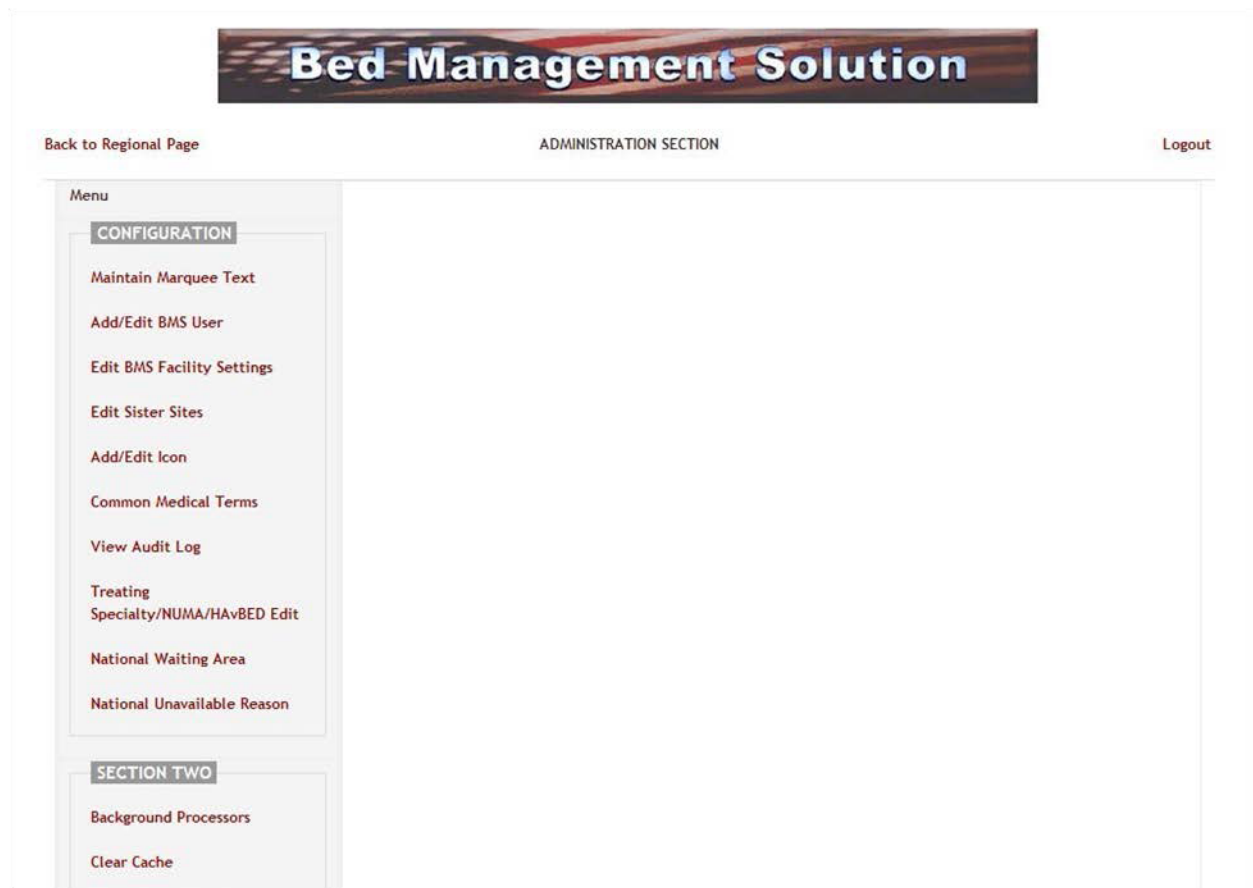 Bed Management Solution
Back to Regional Page
ADMINISTRATION SECTION
Logout
Menu
CONFIGURATION
Maintain Marquee Text
Add/Edit BMS User
Edit BMS Facility Settings
Edit Sister Sites
Add/Edit Icon
Common Medical Terms
View Audit Log
Treating
Specialty/NUMA/HAvBED Edit
National Waiting Area
National Unavailable Reason
SECTION TWO
Background Processors
Clear Cache